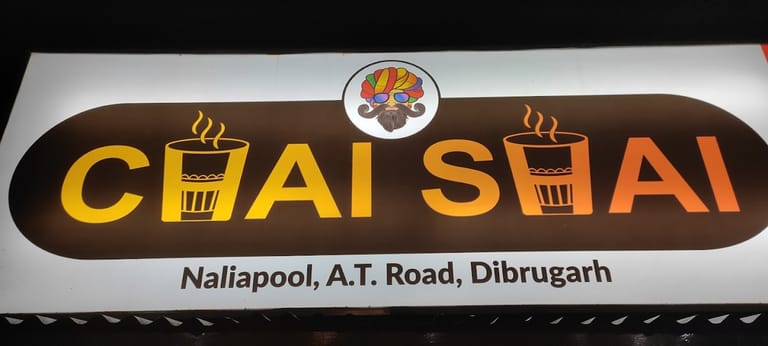 CHAI SHAI
Naliapool, A.T. Road, Dibrugarh